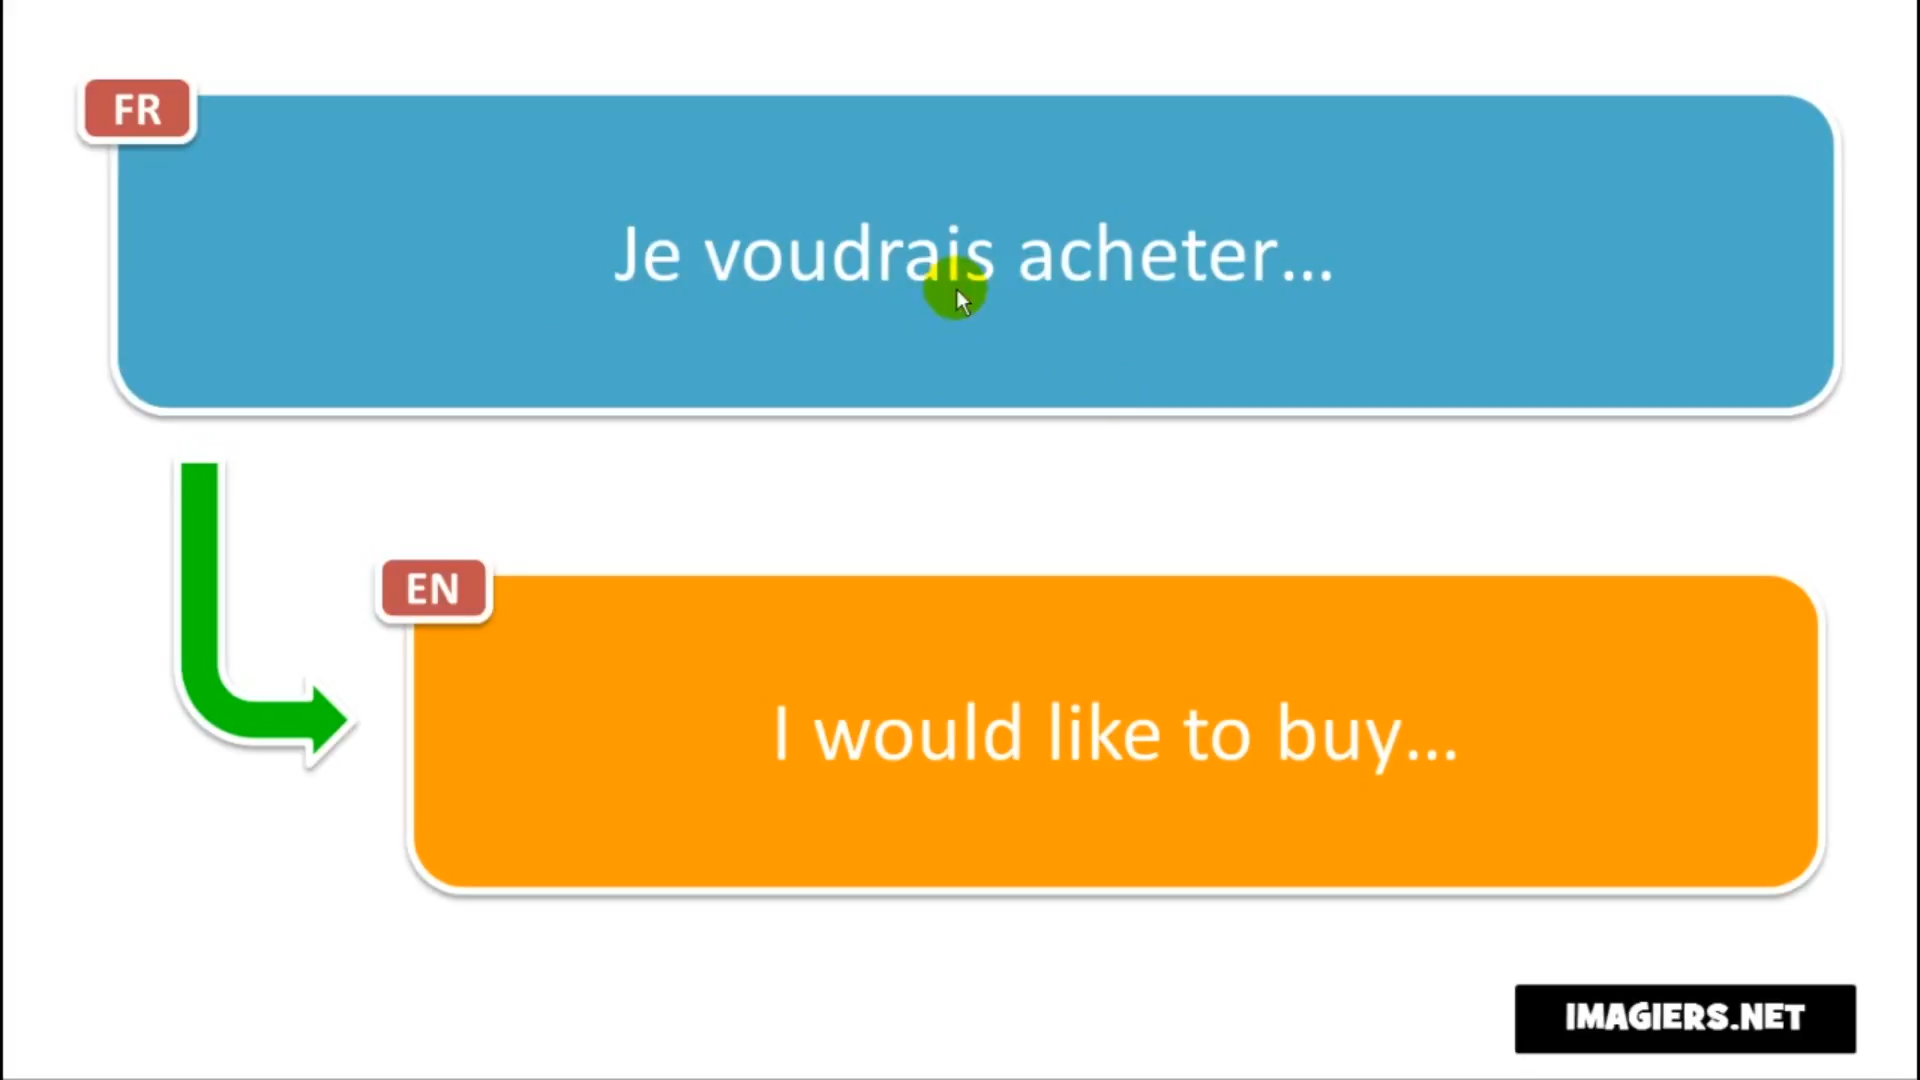 FR
Je voudrais acheter...
EN
I would like to buy...
IMAGIERS.NET